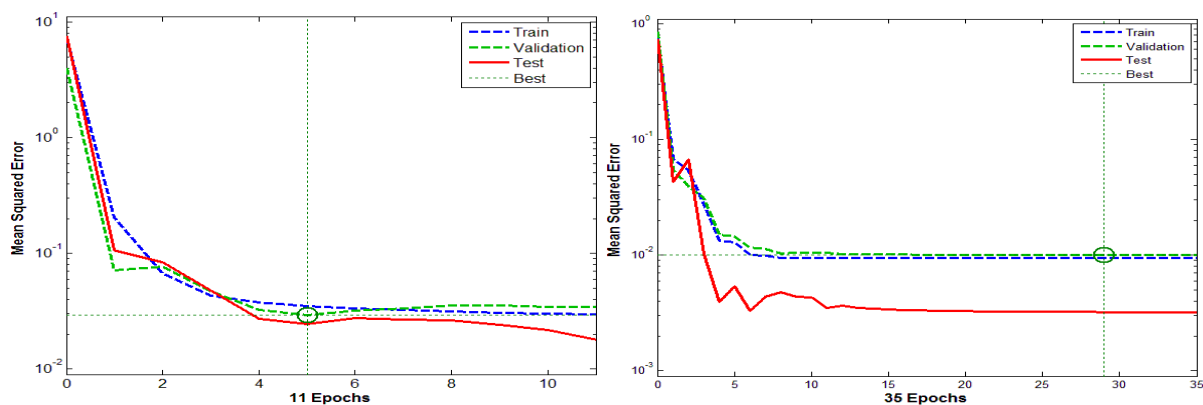 10^1
10^0
10^-1
10^-2
Mean Squared Error
Train
Validation
Test
Best
0
2
4
6
8
10
11 Epochs
10^0
10^-1
10^-2
10^-3
Mean Squared Error
Train
Validation
Test
Best
0
5
10
15
20
25
30
35
35 Epochs